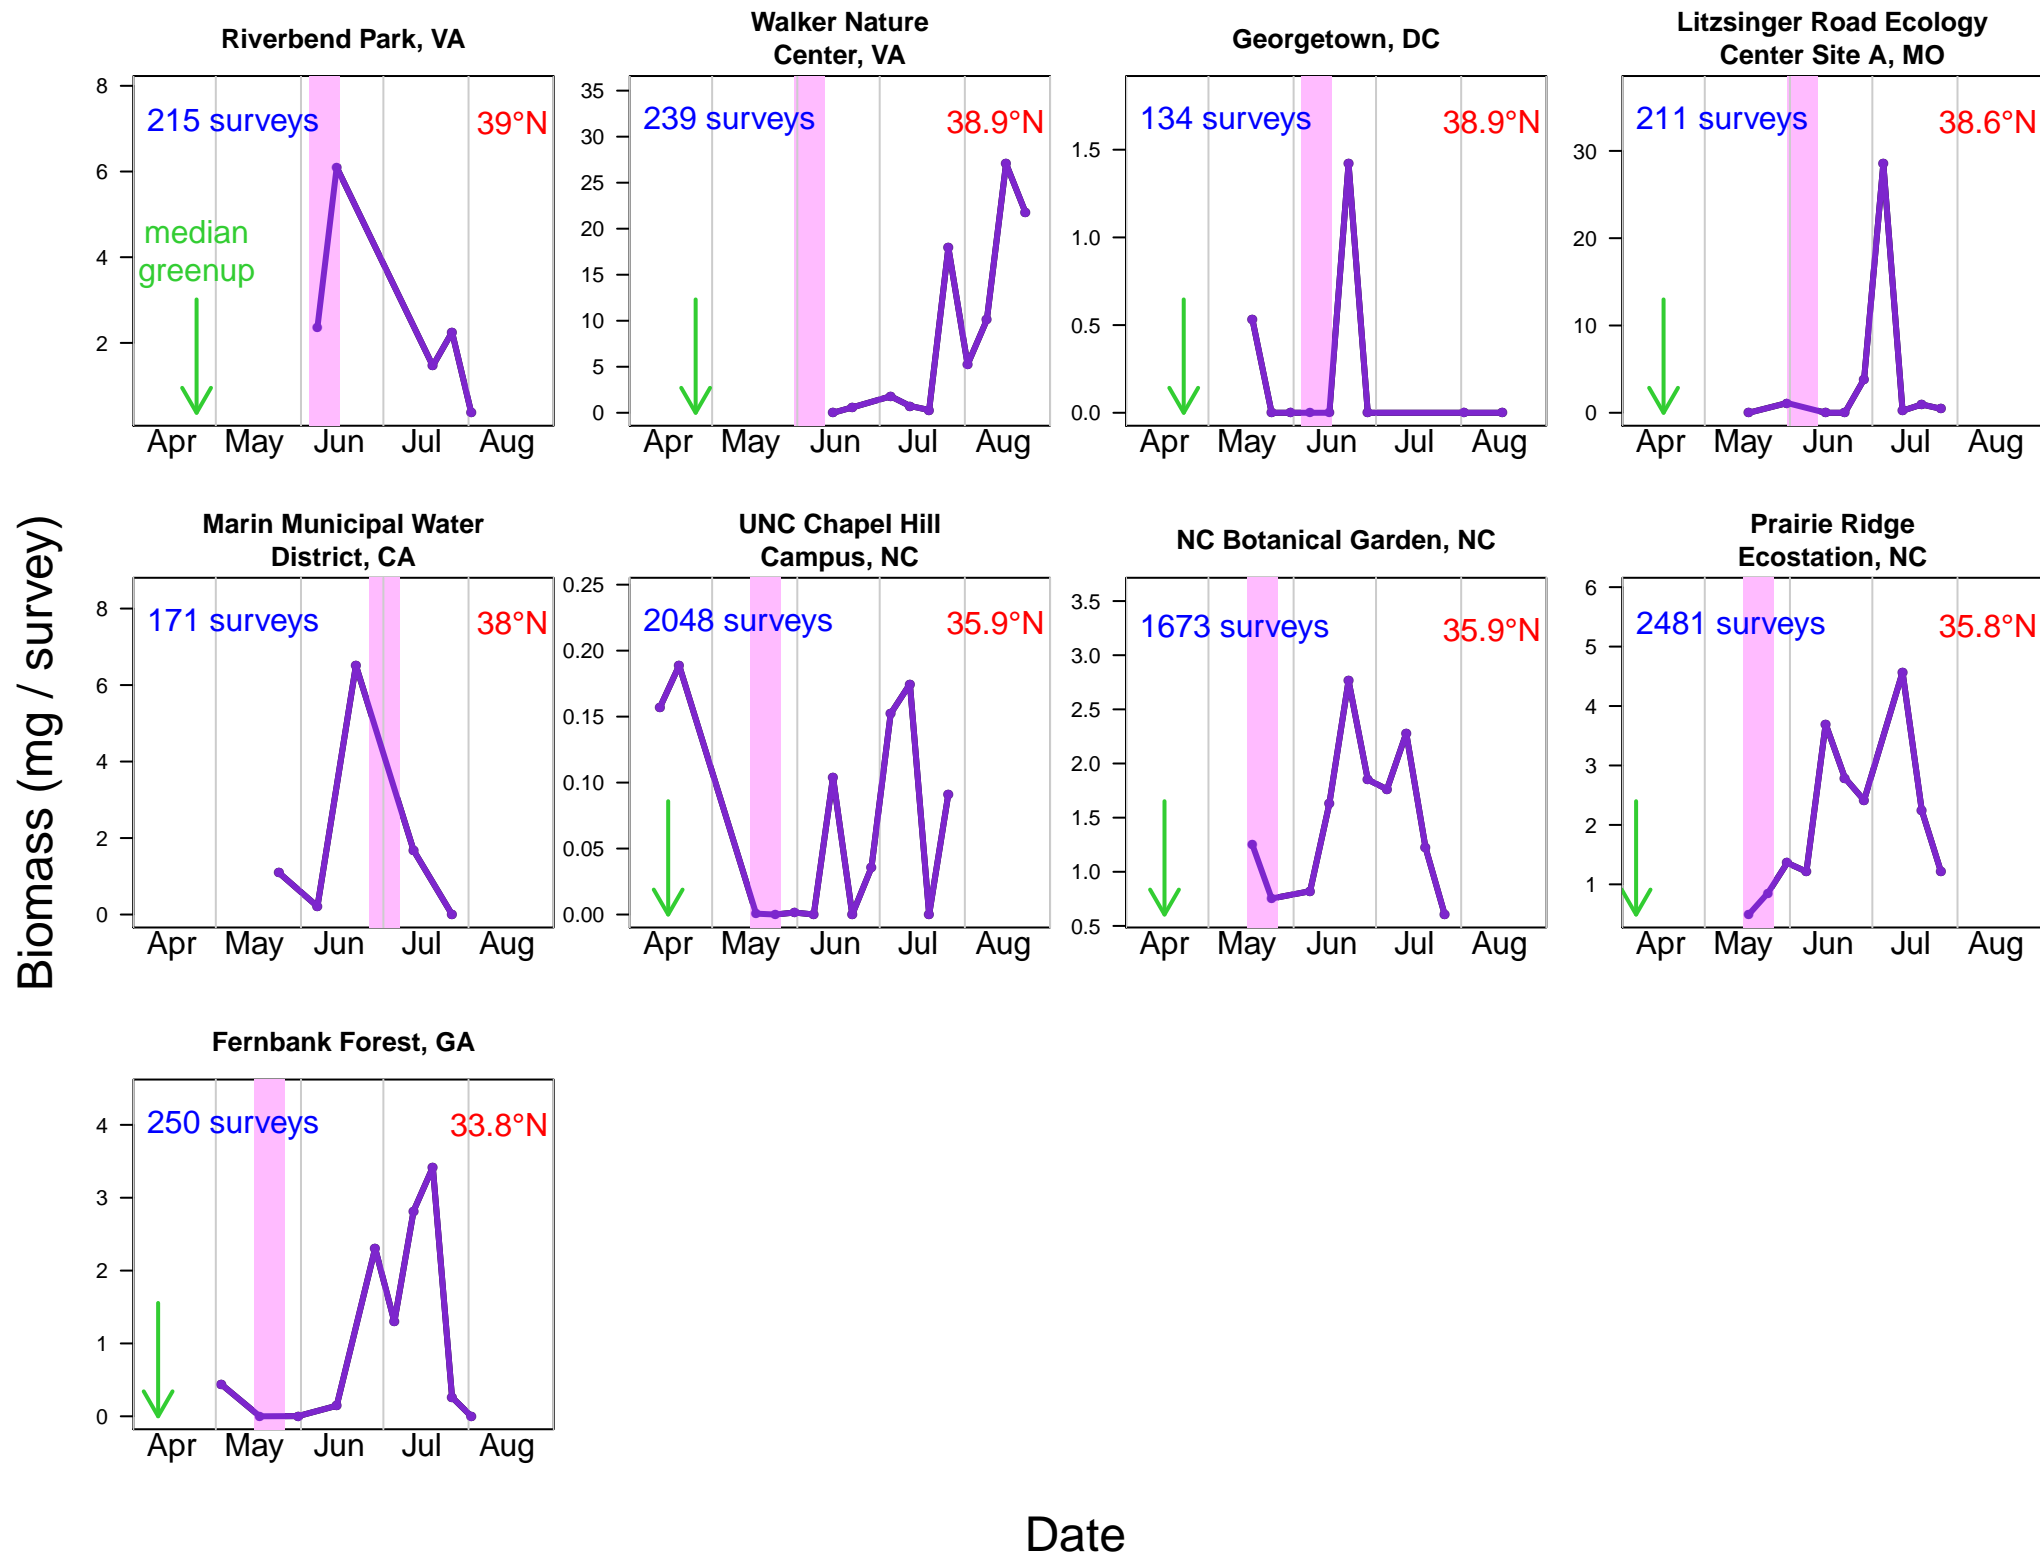 Riverbend Park, VA
8
6
4
2
215 surveys
39°N
median
greenup
Apr May Jun Jul Aug
Walker Nature
Center, VA
35
30
25
20
15
10
5
0
239 surveys
38.9°N
Apr May Jun Jul Aug
Georgetown, DC
1.5
1.0
0.5
0.0
134 surveys
38.9°N
Apr May Jun Jul Aug
Litzsinger Road Ecology
Center Site A, MO
30
20
10
0
211 surveys
38.6°N
Apr May Jun Jul Aug
Biomass (mg / survey)
Marin Municipal Water
District, CA
8
6
4
2
0
171 surveys
38°N
Apr May Jun Jul Aug
UNC Chapel Hill
Campus, NC
0.25
0.20
0.15
0.10
0.05
0.00
2048 surveys
35.9°N
Apr May Jun Jul Aug
NC Botanical Garden, NC
3.5
3.0
2.5
2.0
1.5
1.0
0.5
1673 surveys
35.9°N
Apr May Jun Jul Aug
Prairie Ridge
Ecostation, NC
6
5
4
3
2
1
2481 surveys
35.8°N
Apr May Jun Jul Aug
Fernbank Forest, GA
4
3
2
1
0
250 surveys
33.8°N
Apr May Jun Jul Aug
Date